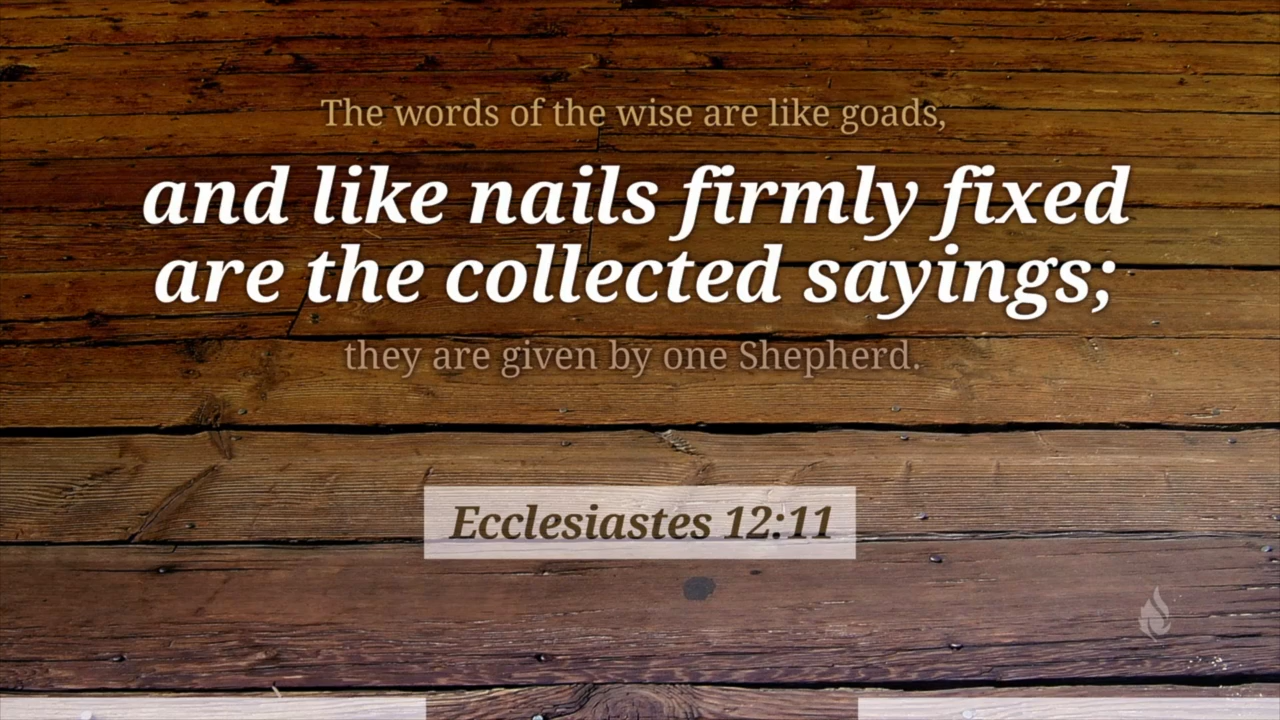 The words of the wise are like goads,
and like nails firmly fixed
are the collected sayings;
they are given by one Shepherd.
Ecclesiastes 12:11